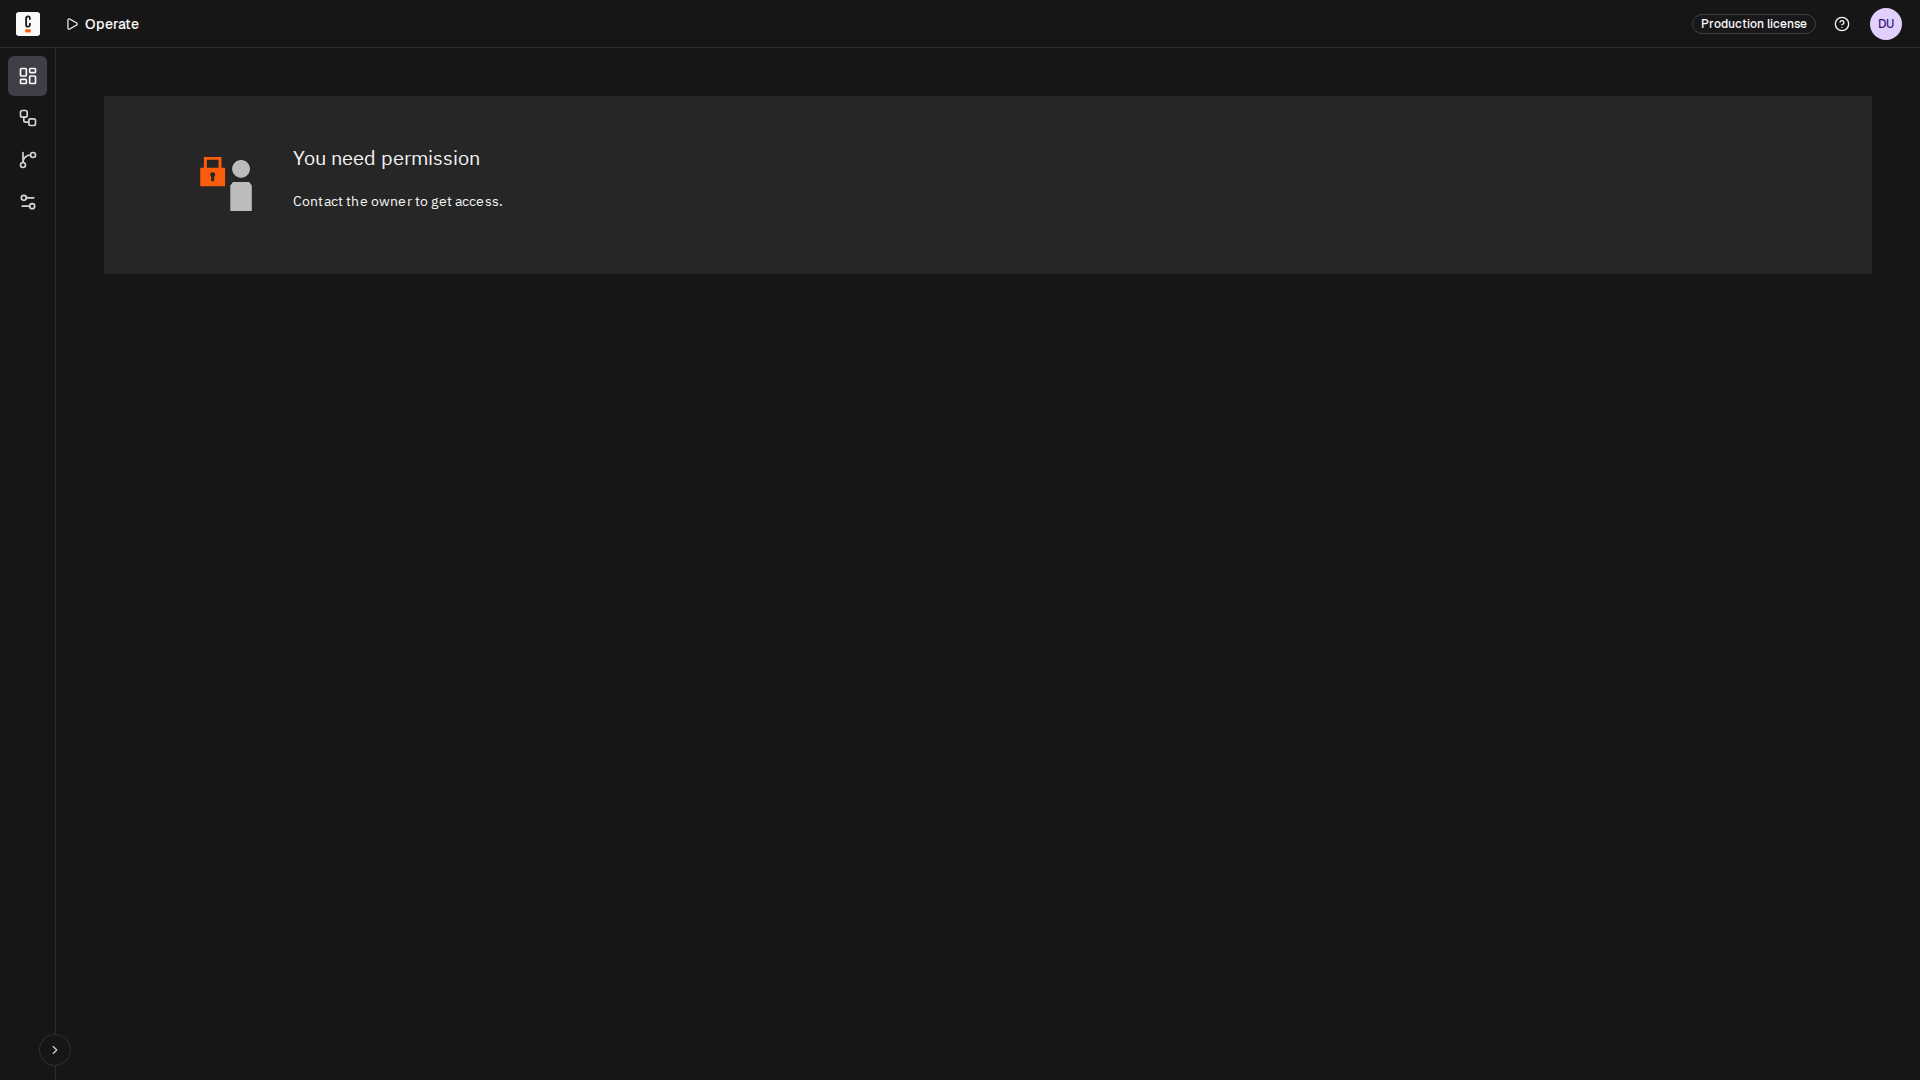 Operate
Production license
DU
You need permission
Contact the owner to get access.